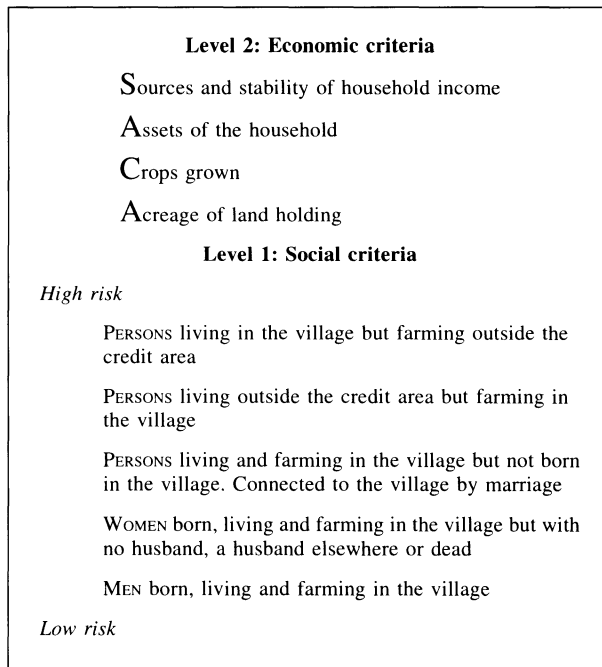 Level 2: Economic criteria
Sources and stability of household income
Assets of the household
Crops grown
Acreage of land holding
Level 1: Social criteria
High risk
PERSONS living in the village but farming outside the
credit area
PERSONS living outside the credit area but farming in
the village
PERSONS living and farming in the village but not born
in the village. Connected to the village by marriage
WOMEN born, living and farming in the village but with
no husband, a husband elsewhere or dead
MEN born, living and farming in the village
Low risk